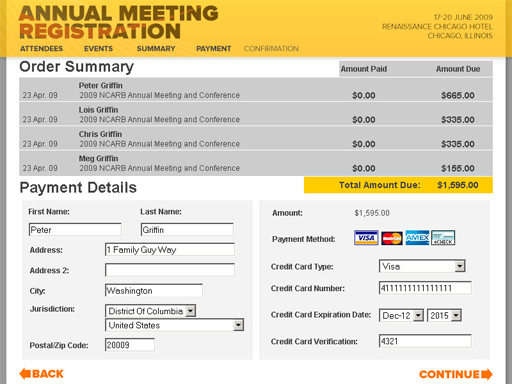 ANNUAL MEETING
REGISTRATION
17-20 JUNE 2009
RENAISSANCE CHICAGO HOTEL
CHICAGO, ILLINOIS
ATTENDEES EVENTS SUMMARY PAYMENT CONFIRMATION
Order Summary Amount Paid Amount Due
Peter Griffin
23 Apr. 09 2009 NCARB Annual Meeting and Conference $0.00 $665.00
Lois Griffin
23 Apr. 09 2009 NCARB Annual Meeting and Conference $0.00 $335.00
Chris Griffin
23 Apr. 09 2009 NCARB Annual Meeting and Conference $0.00 $335.00
Meg Griffin
23 Apr. 09 2009 NCARB Annual Meeting and Conference $0.00 $155.00
Payment Details Total Amount Due: $1,595.00
First Name: Last Name:
Peter Griffin
Address: 1 Family Guy Way
Address 2:
City: Washington
Jurisdiction: District Of Columbia
United States
Postal/Zip Code: 20009
Amount: $1,595.00
Payment Method: VISA MasterCard AMEX eCHECK
Credit Card Type: Visa
Credit Card Number: 4111111111111111
Credit Card Expiration Date: Dec-12 2015
Credit Card Verification: 4321
BACK CONTINUE